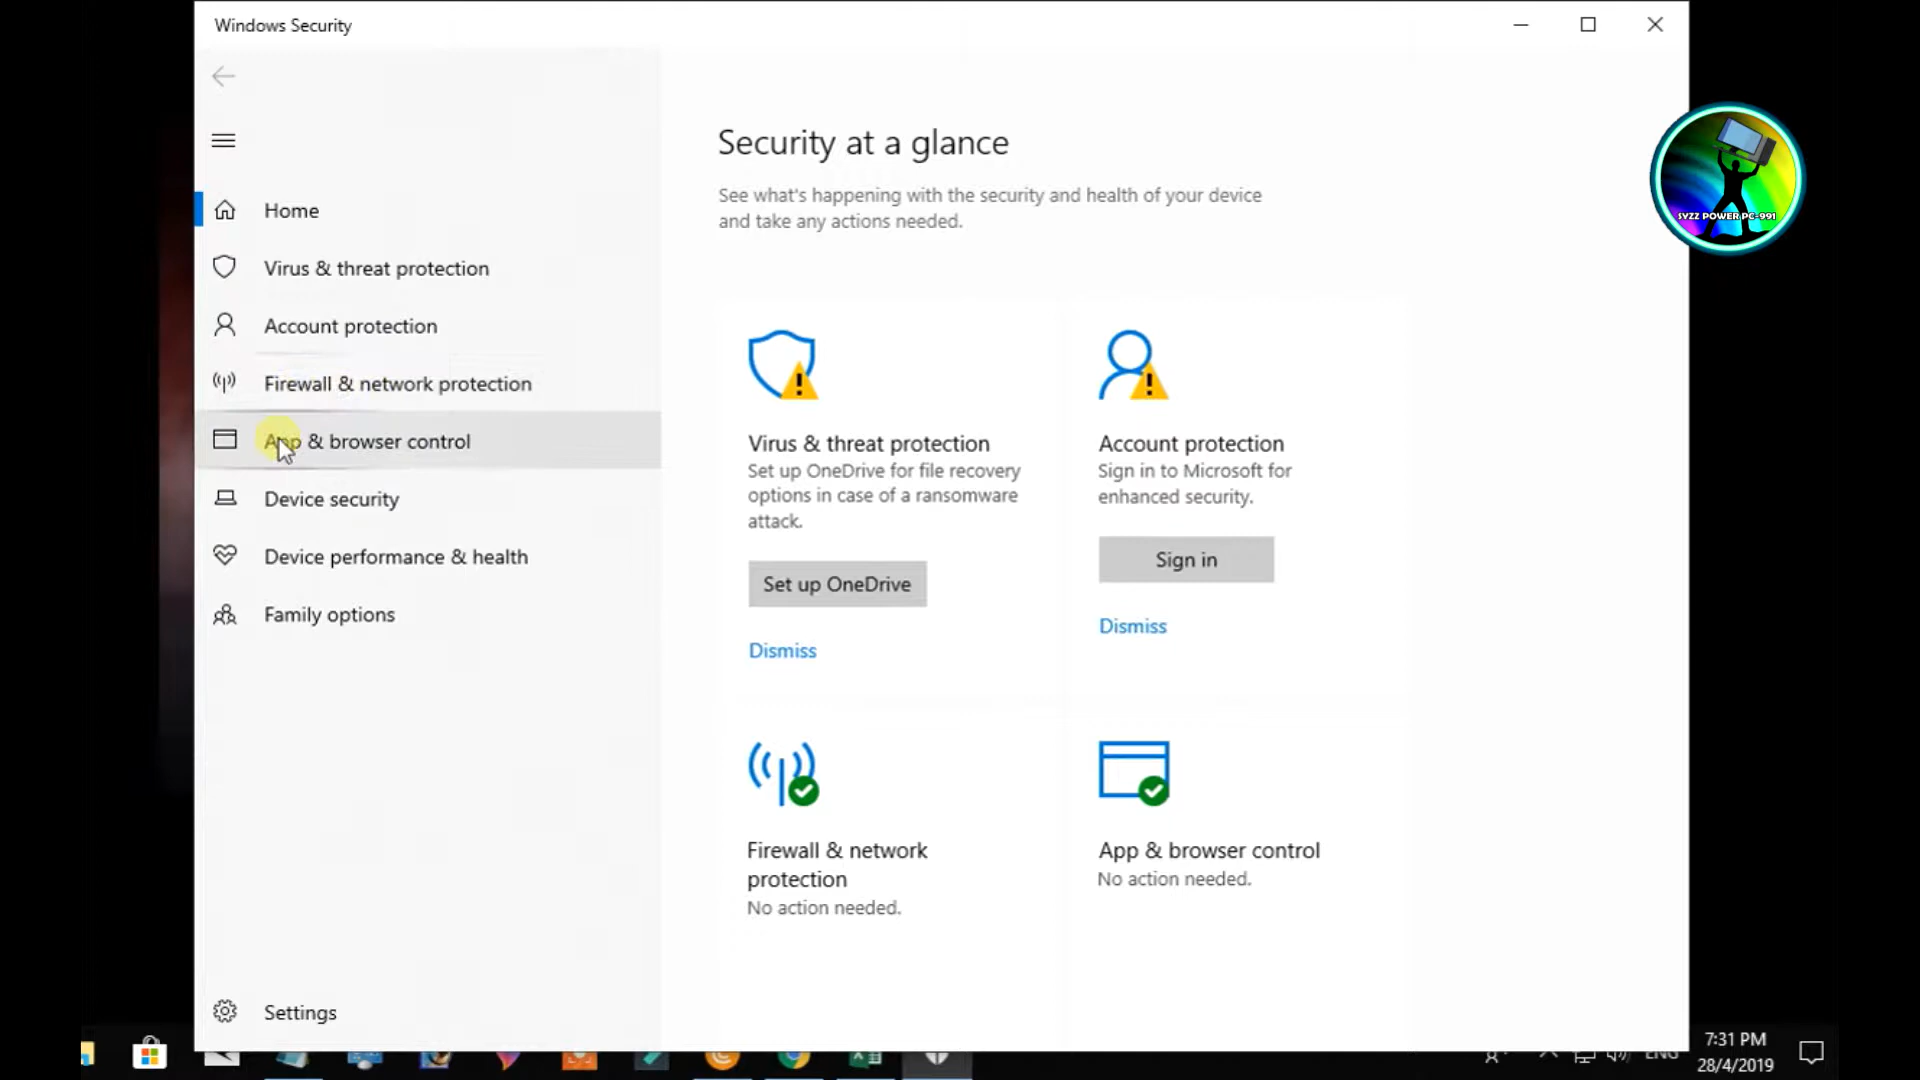 Windows Security
Home
Virus & threat protection
Account protection
Firewall & network protection
App & browser control
Device security
Device performance & health
Family options
Settings
Security at a glance
See what's happening with the security and health of your device
and take any actions needed.
Virus & threat protection
Set up OneDrive for file recovery
options in case of a ransomware
attack.
Set up OneDrive
Dismiss
Account protection
Sign in to Microsoft for
enhanced security.
Sign in
Dismiss
Firewall & network
protection
No action needed.
App & browser control
No action needed.
SYZZ POWER PC-991
ENG
7:31 PM
28/4/2019